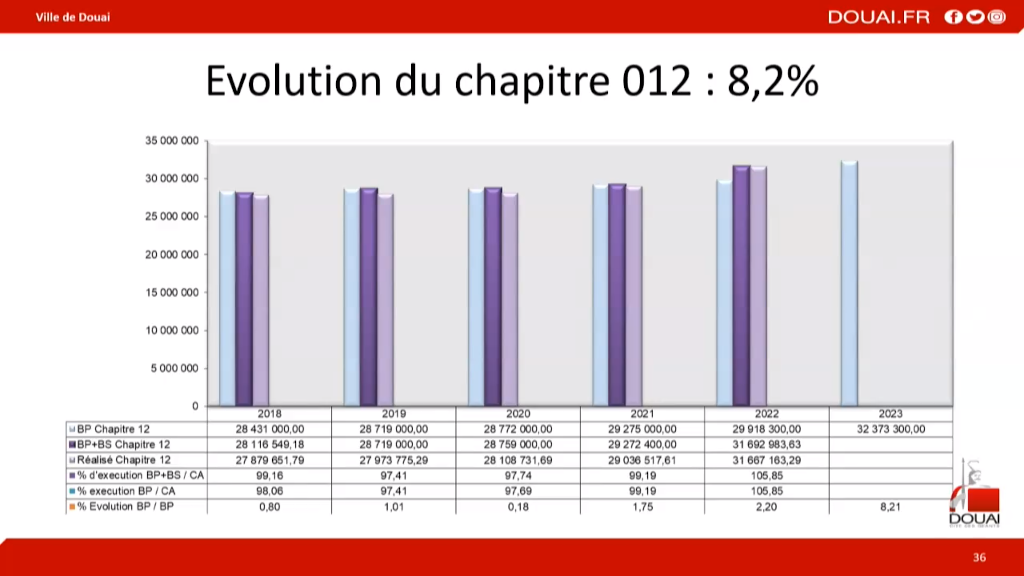 Ville de Douai
DOUAI.FR
Evolution du chapitre 012 : 8,2%
35 000 000
30 000 000
25 000 000
20 000 000
15 000 000
10 000 000
5 000 000
0
2018 2019 2020 2021 2022 2023
BP Chapitre 12 28 431 000,00 28 719 000,00 28 772 000,00 29 275 000,00 29 918 300,00 32 373 300,00
BP+BS Chapitre 12 28 116 549,18 28 719 000,00 28 759 000,00 29 272 400,00 31 692 983,63
Réalisé Chapitre 12 27 879 651,79 27 973 775,29 28 108 731,69 29 036 517,61 31 667 163,29
% d'execution BP+BS / CA 99,16 97,41 97,74 99,19 105,85
% execution BP / CA 98,06 97,41 97,69 99,19 105,85
% Evolution BP / BP 0,80 1,01 0,18 1,75 2,20 8,21
DOUAI
36